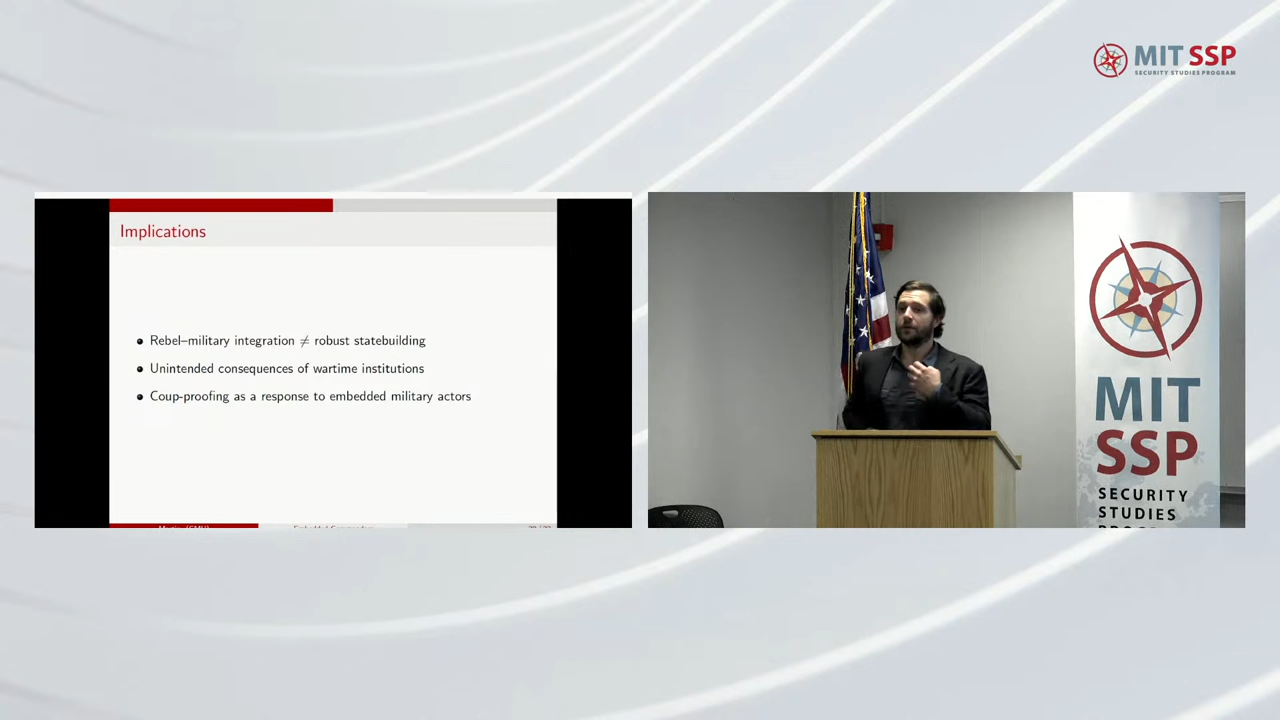 MIT SSP
SECURITY STUDIES PROGRAM
Implications
Rebel–military integration ≠ robust statebuilding
Unintended consequences of wartime institutions
Coup-proofing as a response to embedded military actors
MIT
SSP
SECURITY
STUDIES